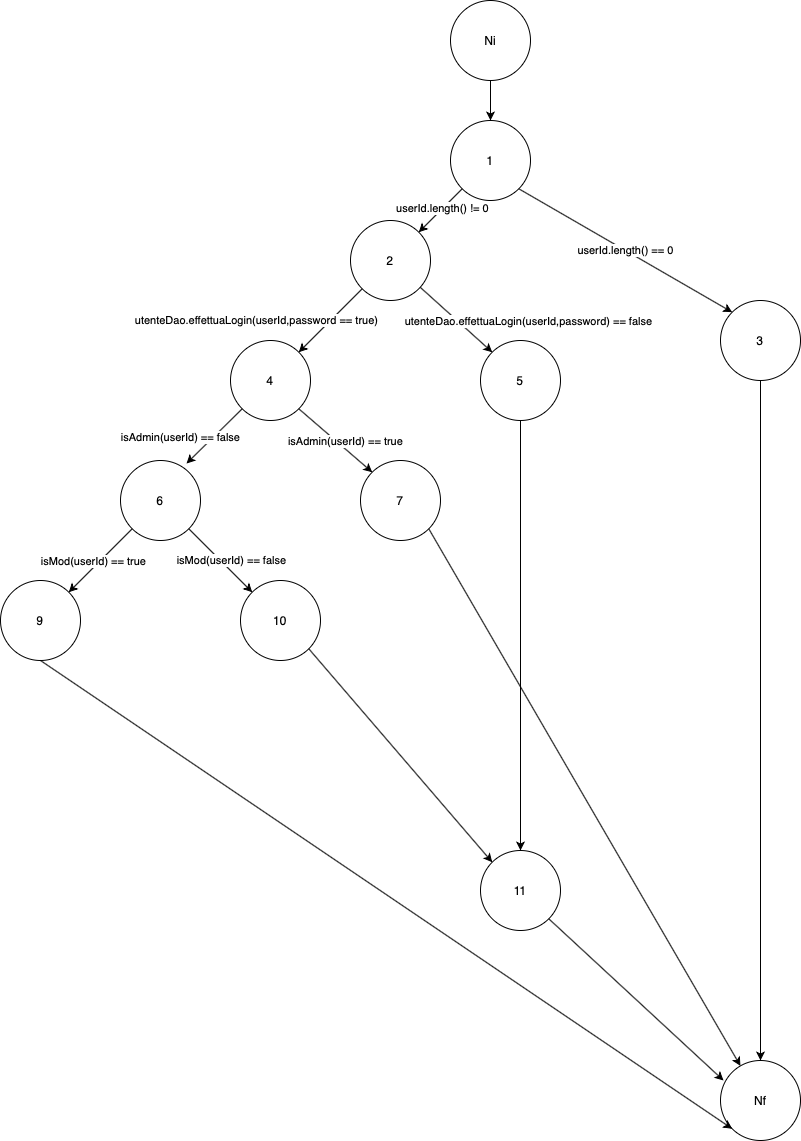 Ni
1
userId.length() != 0
2
userId.length() == 0
utenteDao.effettuaLogin(userId,password == true)
utenteDao.effettuaLogin(userId,password) == false
3
4
5
isAdmin(userId) == false
isAdmin(userId) == true
6
7
isMod(userId) == true
isMod(userId) == false
9
10
11
Nf